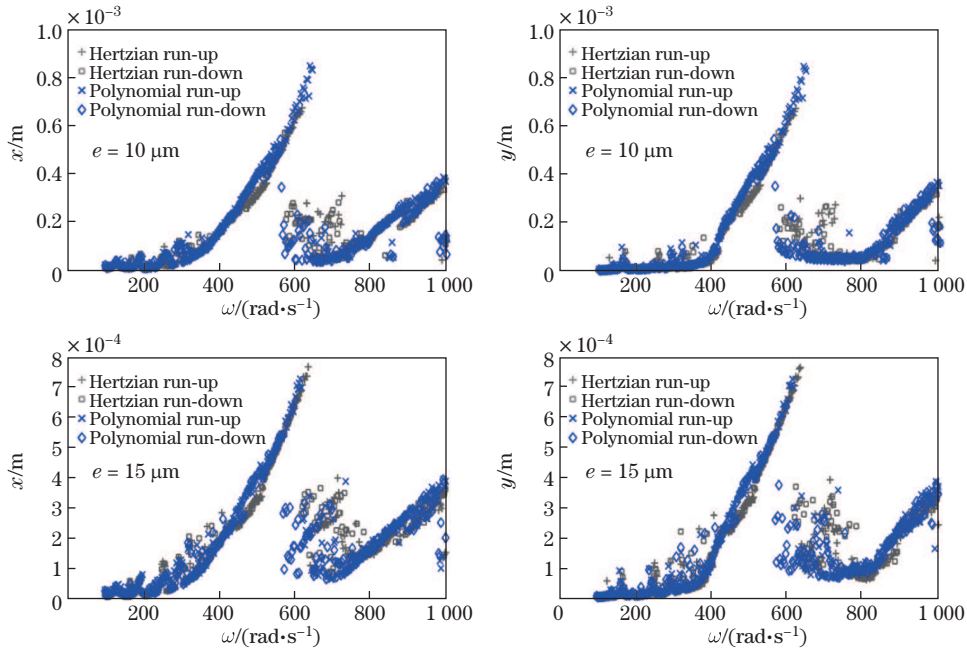 ×10⁻³
1.0
0.8
0.6
0.4
0.2
0
x/m
+ Hertzian run-up
□ Hertzian run-down
× Polynomial run-up
◇ Polynomial run-down
e = 10 μm
200 400 600 800 1 000
ω/(rad•s⁻¹)
×10⁻³
1.0
0.8
0.6
0.4
0.2
0
y/m
+ Hertzian run-up
□ Hertzian run-down
× Polynomial run-up
◇ Polynomial run-down
e = 10 μm
0 200 400 600 800 1 000
ω/(rad•s⁻¹)
×10⁻⁴
8
7
6
5
4
3
2
1
0
x/m
+ Hertzian run-up
□ Hertzian run-down
× Polynomial run-up
◇ Polynomial run-down
e = 15 μm
200 400 600 800 1 000
ω/(rad•s⁻¹)
×10⁻⁴
8
7
6
5
4
3
2
1
0
y/m
+ Hertzian run-up
□ Hertzian run-down
× Polynomial run-up
◇ Polynomial run-down
e = 15 μm
0 200 400 600 800 1 000
ω/(rad•s⁻¹)